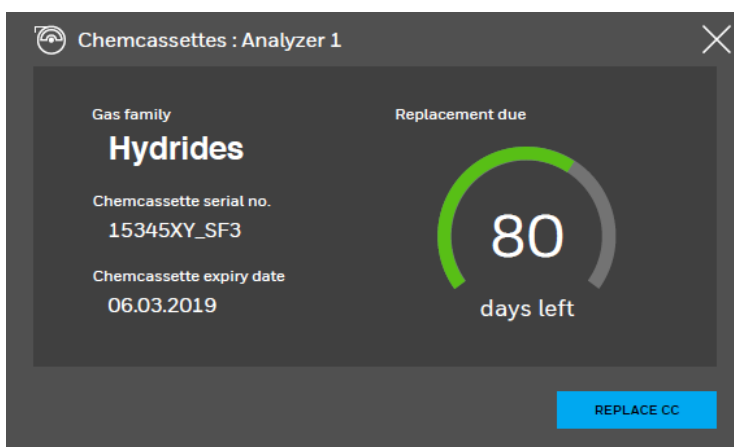 Chemcassettes : Analyzer 1
Gas family
Hydrides
Chemcassette serial no.
15345XY_SF3
Chemcassette expiry date
06.03.2019
Replacement due
80
days left
REPLACE CC